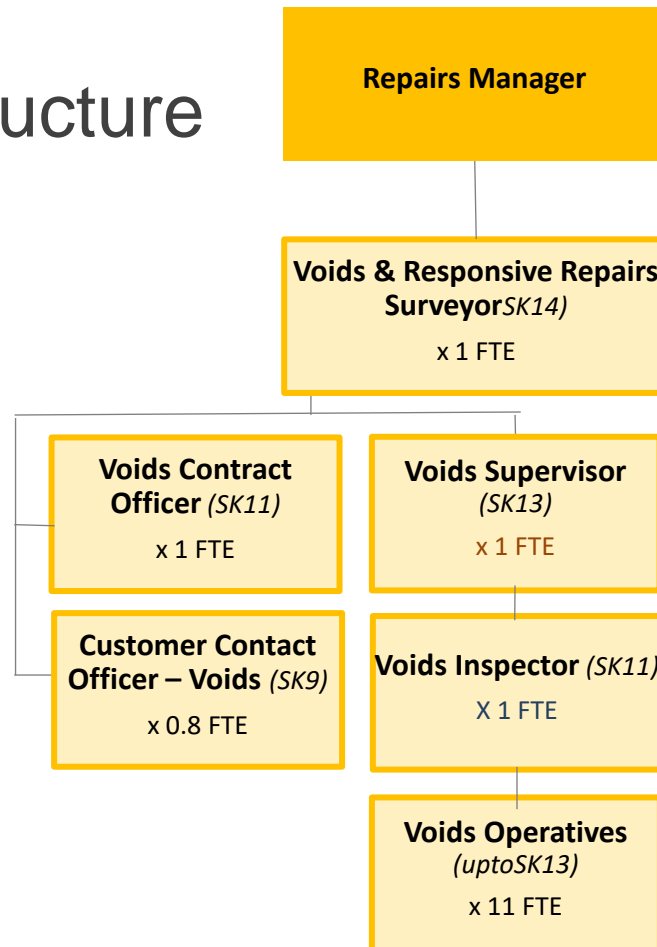 ucture
Repairs Manager
Voids & Responsive Repairs
SurveyorSK14)
x 1 FTE
Voids Contract
Officer (SK11)
x 1 FTE
Voids Supervisor
(SK13)
x 1 FTE
Customer Contact
Officer – Voids (SK9)
x 0.8 FTE
Voids Inspector (SK11)
X 1 FTE
Voids Operatives
(uptoSK13)
x 11 FTE